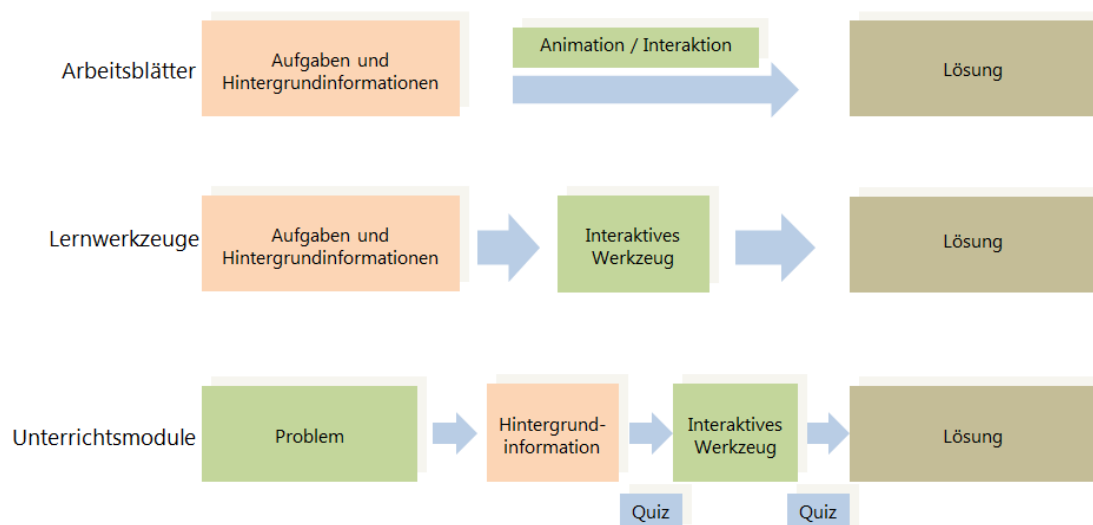 Arbeitsblätter
Aufgaben und
Hintergrundinformationen
Animation / Interaktion
Lösung
Lernwerkzeuge
Aufgaben und
Hintergrundinformationen
Interaktives
Werkzeug
Lösung
Unterrichtsmodule
Problem
Hintergrund-
information
Interaktives
Werkzeug
Lösung
Quiz
Quiz